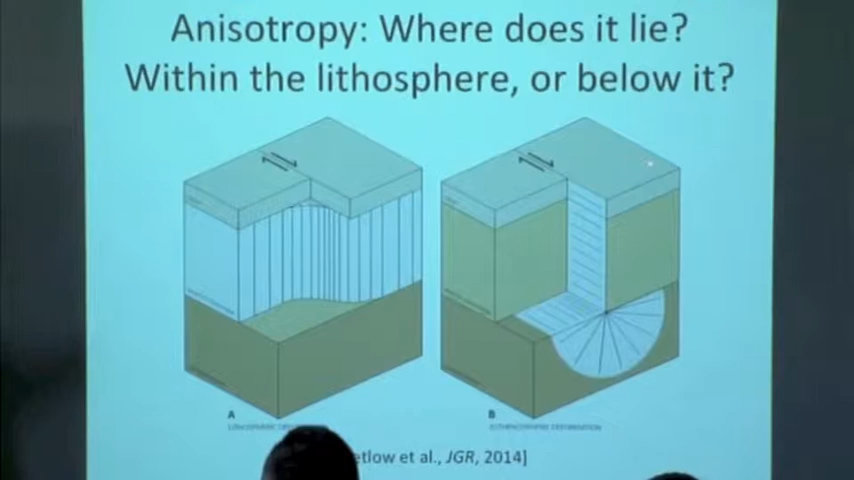 Anisotropy: Where does it lie?
Within the lithosphere, or below it?
A
B
etlow et al., JGR, 2014]